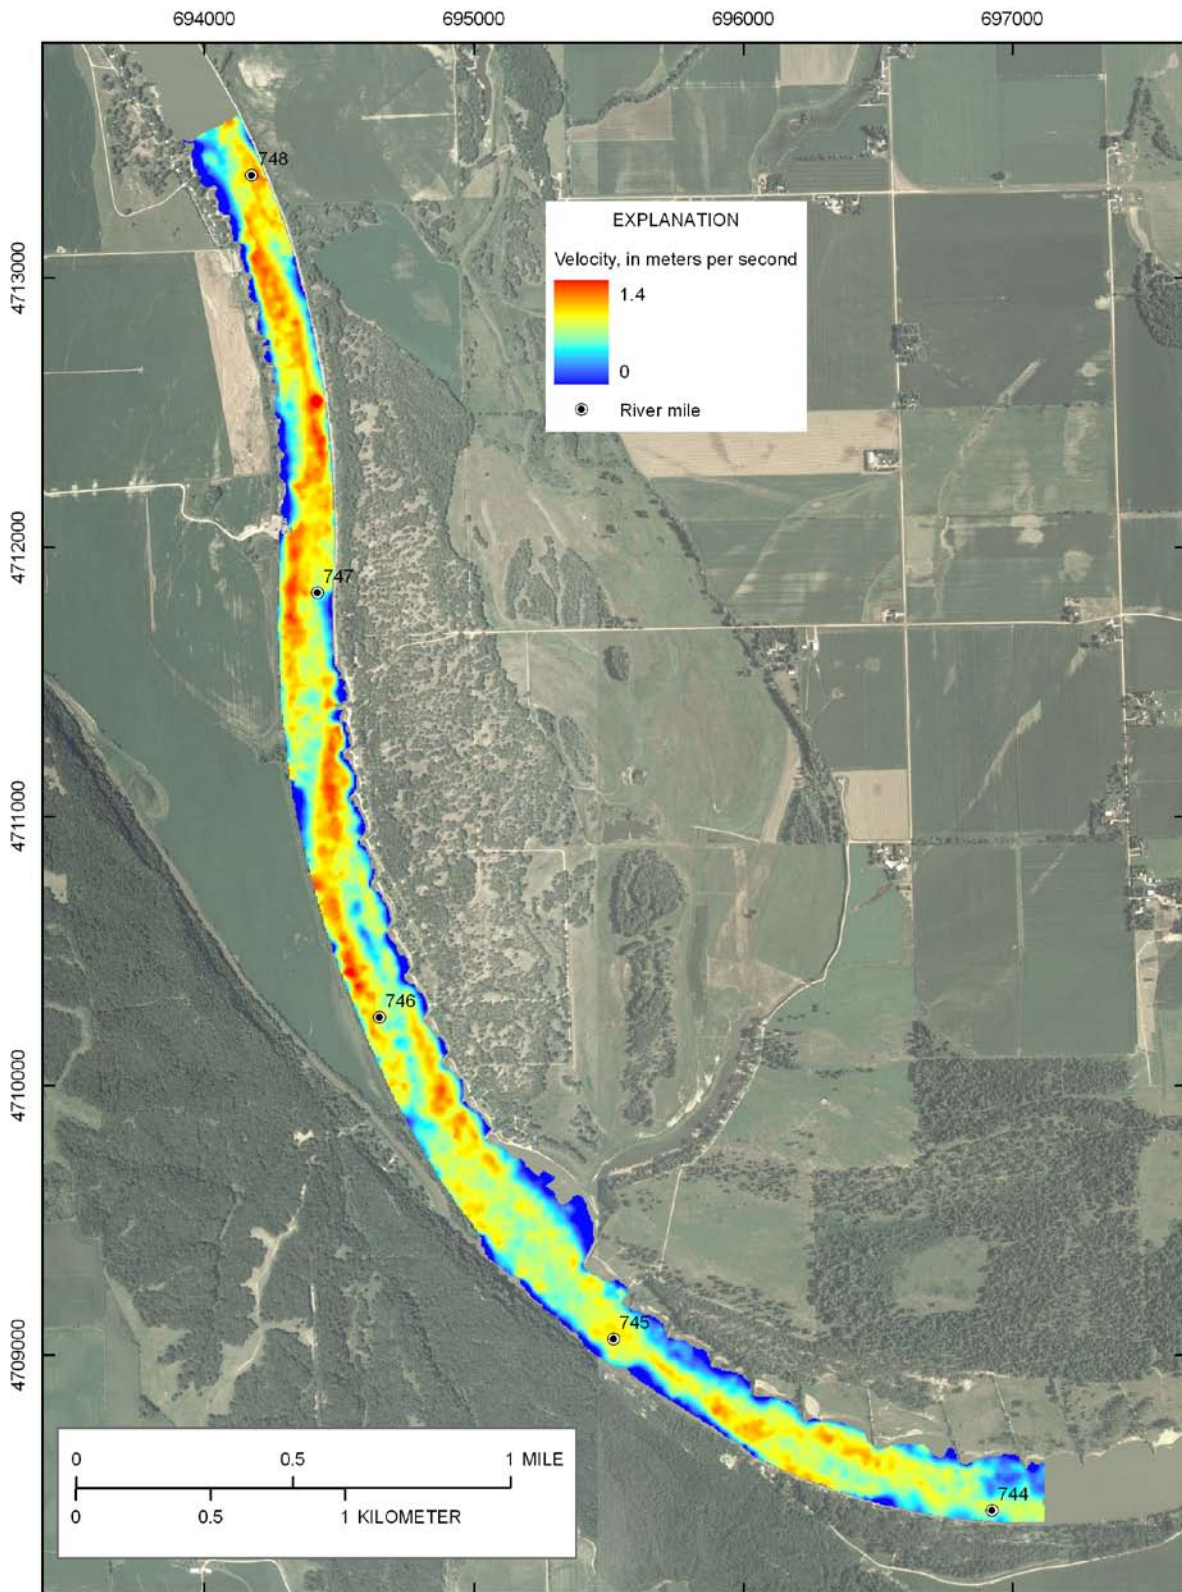 694000 695000 696000 697000
748
EXPLANATION
Velocity, in meters per second
1.4
0
River mile
4713000
4712000
747
4711000
746
4710000
745
4709000
0 0.5 1 MILE
0 0.5 1 KILOMETER
744